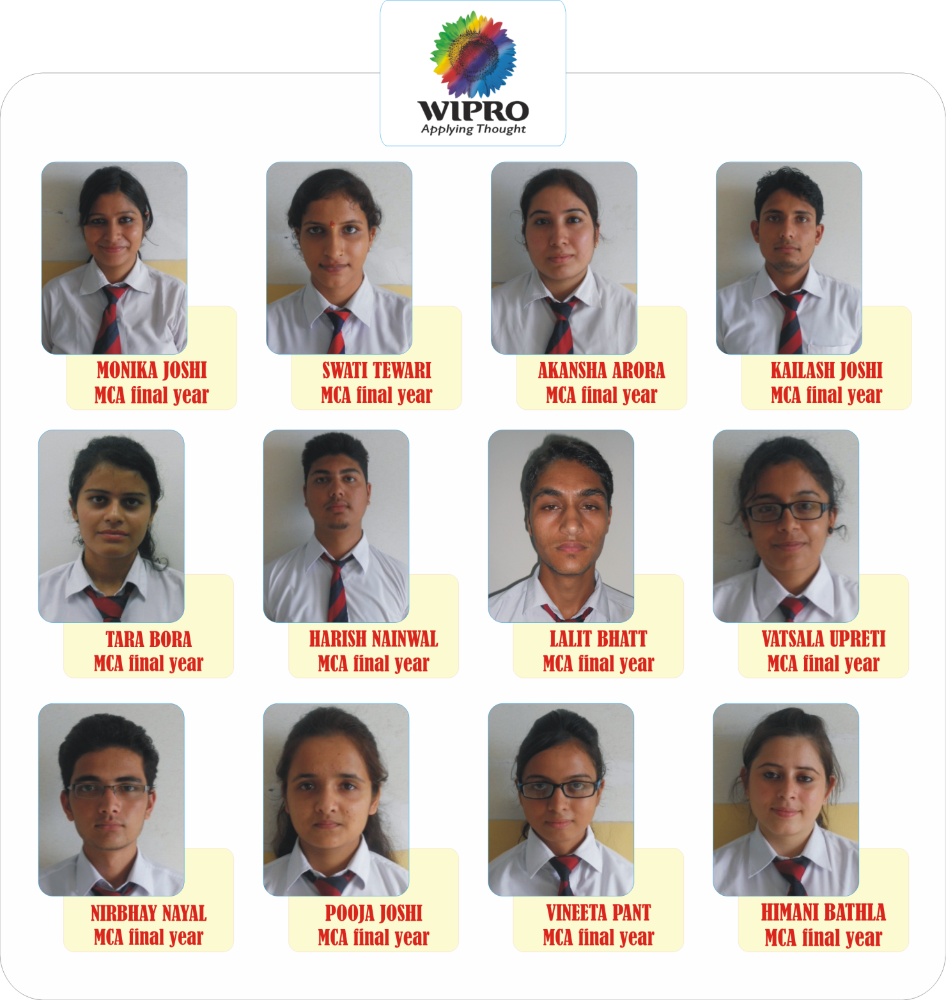 WIPRO
Applying Thought
MONIKA JOSHI
MCA final year
SWATI TEWARI
MCA final year
AKANSHA ARORA
MCA final year
KAILASH JOSHI
MCA final year
TARA BORA
MCA final year
HARISH NAINWAL
MCA final year
LALIT BHATT
MCA final year
VATSALA UPRETI
MCA final year
NIRBHAY NAYAL
MCA final year
POOJA JOSHI
MCA final year
VINEETA PANT
MCA final year
HIMANI BATHLA
MCA final year